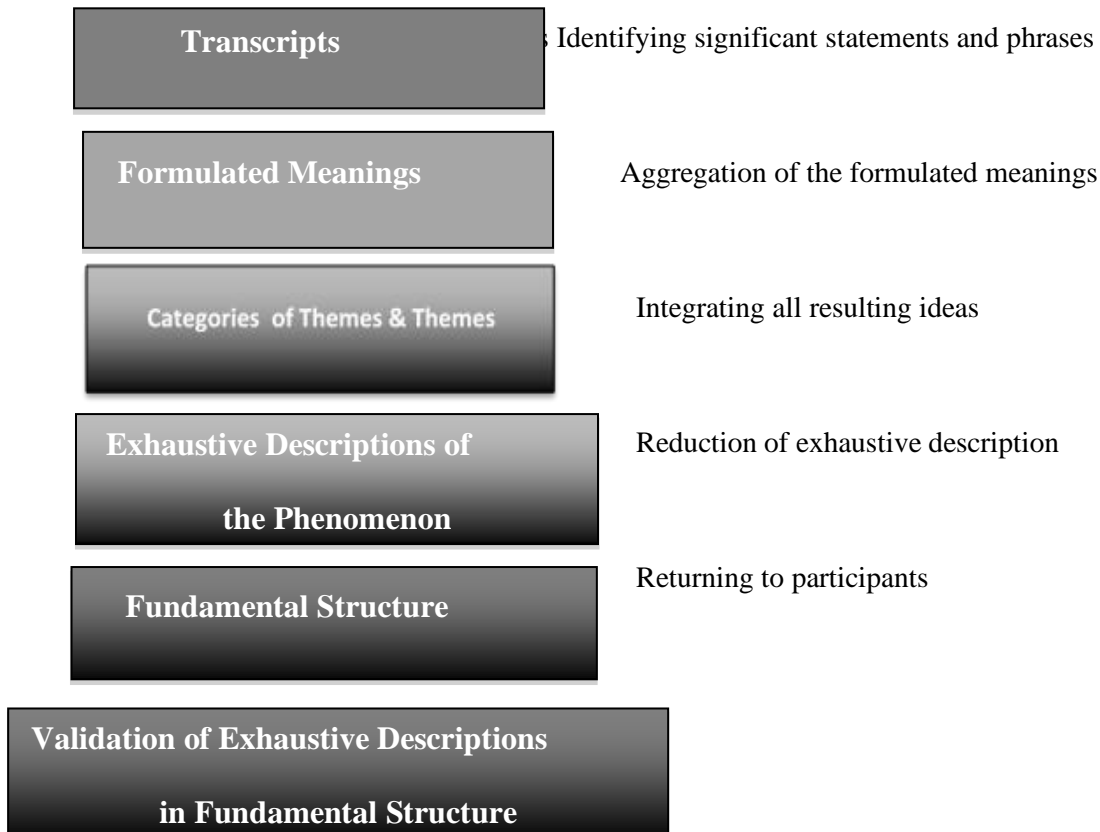 Transcripts
s Identifying significant statements and phrases
Formulated Meanings
Aggregation of the formulated meanings
Categories of Themes & Themes
Integrating all resulting ideas
Exhaustive Descriptions of
the Phenomenon
Reduction of exhaustive description
Fundamental Structure
Returning to participants
Validation of Exhaustive Descriptions
in Fundamental Structure